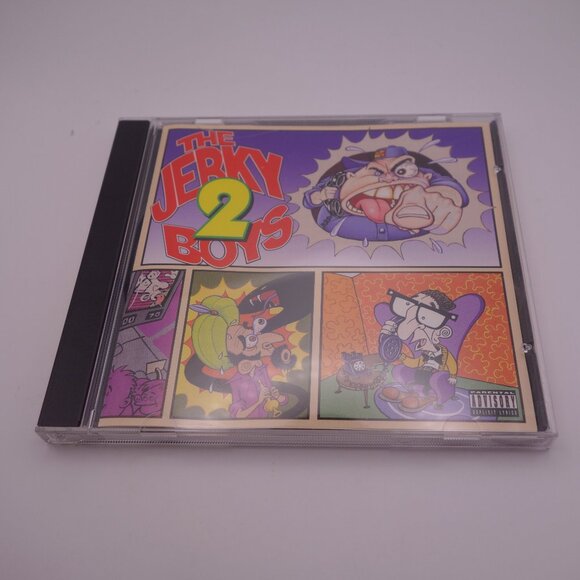 THE
JERKY
2
BOYS
PARENTAL
ADVISORY
EXPLICIT LYRICS